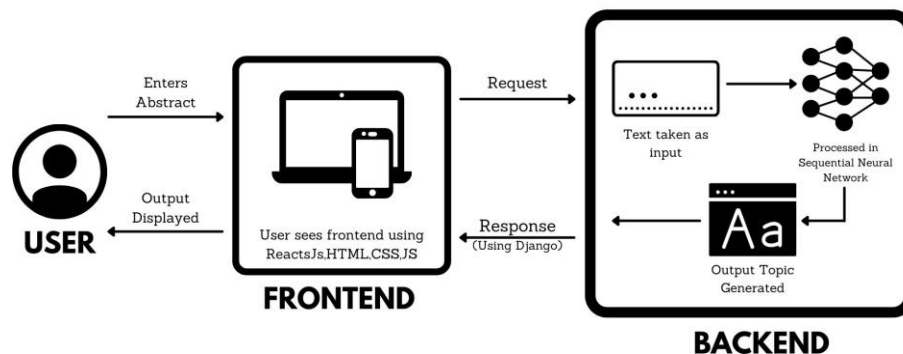 Enters
Abstract
Output
Displayed
USER
User sees frontend using
ReactsJs,HTML,CSS,JS
FRONTEND
Request
Response
(Using Django)
Text taken as
input
Processed in
Sequential Neural
Network
Aa
Output Topic
Generated
BACKEND